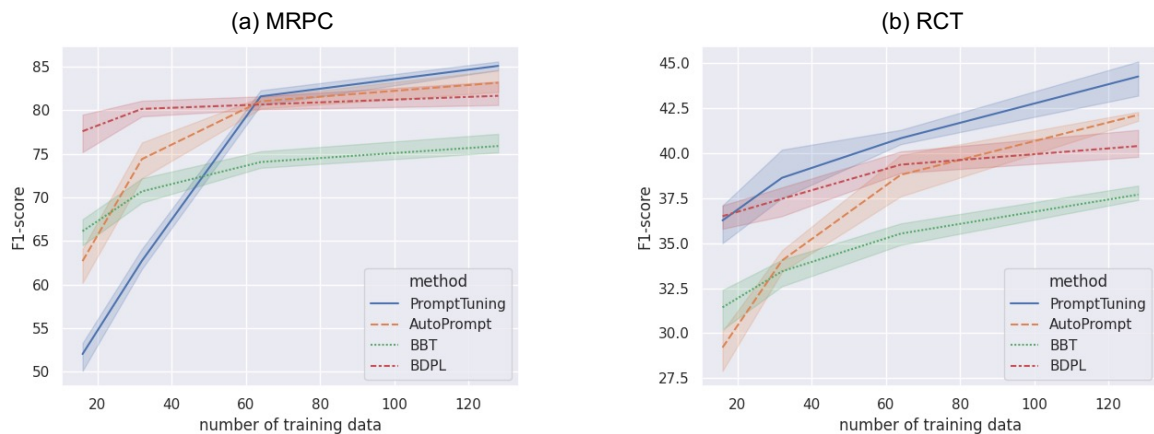 (a) MRPC
85
80
75
70
65
60
55
50
F1-score
20 40 60 80 100 120
number of training data
method
PromptTuning
AutoPrompt
BBT
BDPL
(b) RCT
45.0
42.5
40.0
37.5
35.0
32.5
30.0
27.5
F1-score
20 40 60 80 100 120
number of training data
method
PromptTuning
AutoPrompt
BBT
BDPL